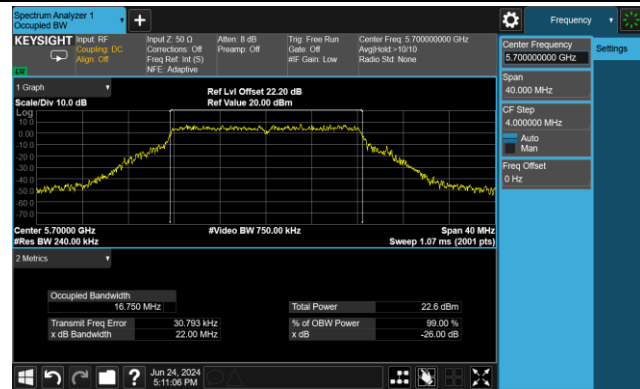 Spectrum Analyzer 1
Occupied BW
Frequency
KEYSIGHT
Input: RF
Coupling: DC
Align: Off
Input Z: 50 Ω
Corrections: Off
Freq Ref: Int (S)
NFE: Adaptive
Atten: 8 dB
Preamp: Off
Trig: Free Run
Gate: Off
#IF Gain: Low
Center Freq: 5.700000000 GHz
Avg|Hold:>10/10
Radio Std: None
LXI
Center Frequency
5.700000000 GHz
Settings
Span
40.000 MHz
CF Step
4.000000 MHz
Auto
Man
Freq Offset
0 Hz
1 Graph
Scale/Div 10.0 dB
Ref Lvl Offset 22.20 dB
Ref Value 20.00 dBm
Log
10.0
0.00
-10.0
-20.0
-30.0
-40.0
-50.0
-60.0
-70.0
Center 5.70000 GHz
#Res BW 240.00 kHz
#Video BW 750.00 kHz
Span 40 MHz
Sweep 1.07 ms (2001 pts)
2 Metrics
Occupied Bandwidth
16.750 MHz
Total Power 22.6 dBm
Transmit Freq Error 30.793 kHz
% of OBW Power 99.00 %
x dB Bandwidth 22.00 MHz
x dB -26.00 dB
?
Jun 24, 2024
5:11:06 PM